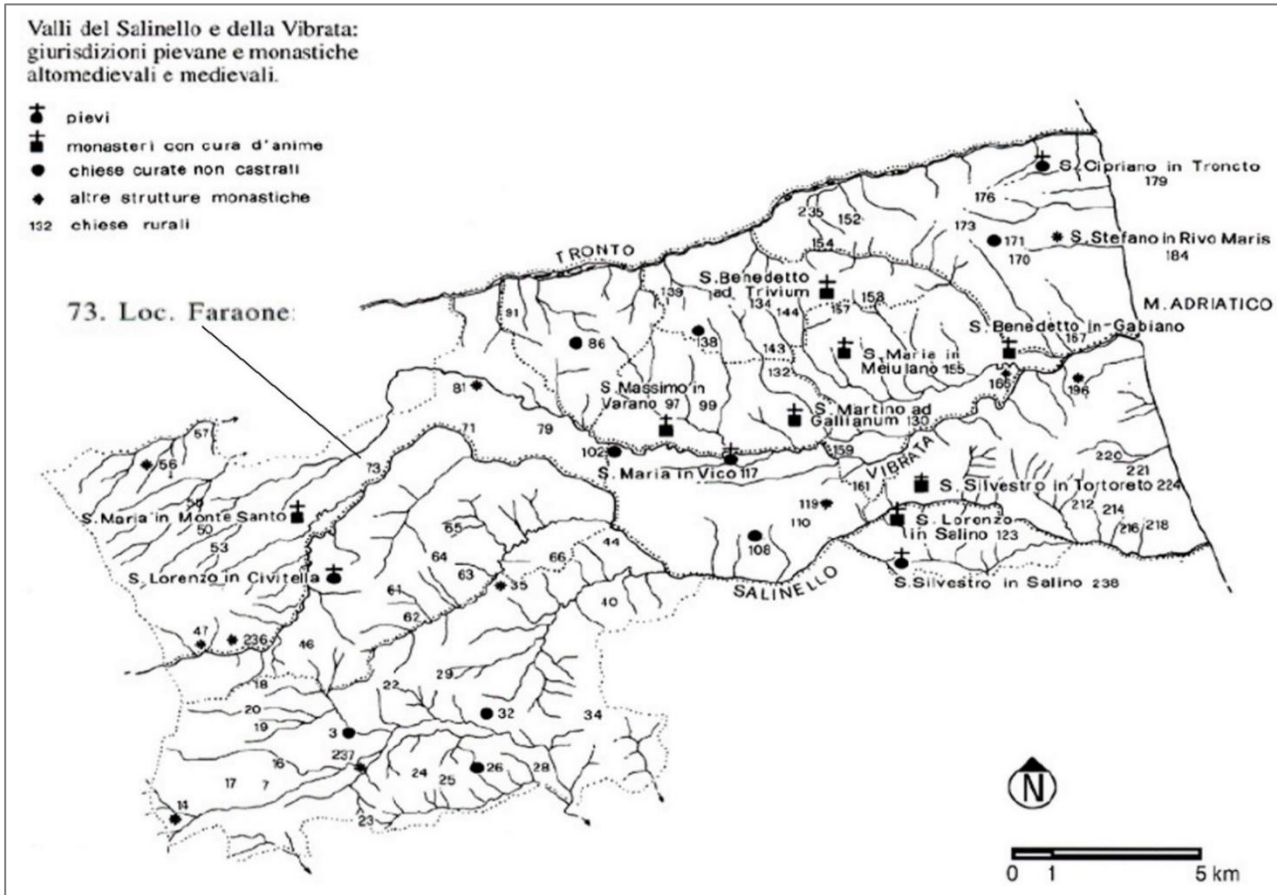 Valli del Salinello e della Vibrata:
giurisdizioni pievane e monastiche
altomedievali e medievali.
pievi
monasteri con cura d'anime
chiese curate non castrali
altre strutture monastiche
132 chiese rurali
73. Loc. Faraone:
S. Cipriano in Troncto
179
176
235
152
173
154
171
170
S. Stefano in Rivo Maris
184
TRONTO
S. Benedetto
ad Trivium
139
134
144
153
157
M. ADRIATICO
S. Benedetto in Gabiano
167
91
86
38
143
132
S. Maria in
Meiulano 155
166
196
81
S. Massimo in
Varano 97
99
S. Martino ad
Gallianum 130
79
71
57
56
73
102
S. Maria in Vico 117
159
VIBRATA
161
220
221
S. Silvestro in Tortoreto 224
S. Maria in Monte Santo
50
53
65
64
63
66
44
119
110
108
212
214
216
218
S. Lorenzo
in Salino 123
S. Lorenzo in Civitella
61
62
35
40
SALINELLO
S. Silvestro in Salino 238
47
236
46
18
20
19
22
29
32
34
3
237
16
17
7
24
25
26
28
14
23
N
0 1 5 km